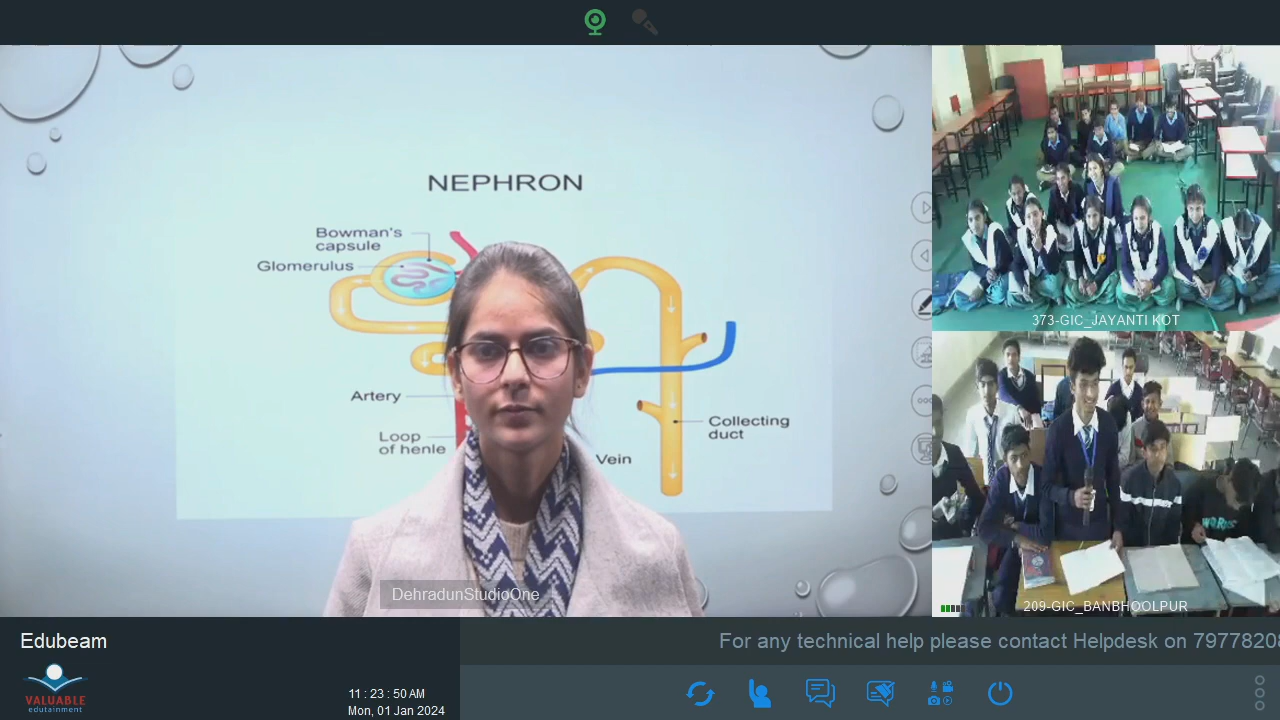 NEPHRON
Bowman's
capsule
Glomerulus
Artery
Loop
of henle
Vein
Collecting
duct
DehradunStudioOne
373-GIC_JAYANTI KOT
209-GIC_BANBHOOLPUR
Edubeam
VALUABLE
edutainment
11 : 23 : 50 AM
Mon, 01 Jan 2024
For any technical help please contact Helpdesk on 79778208